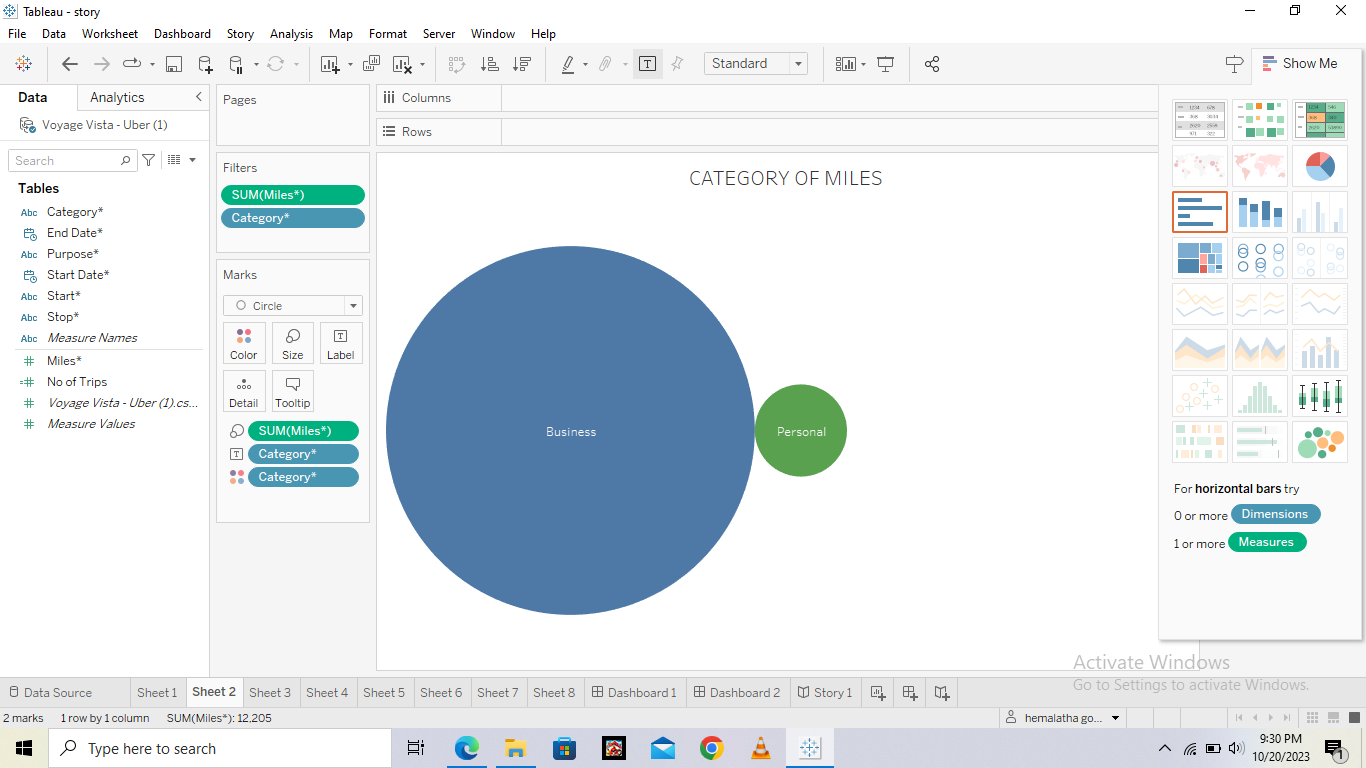 Tableau - story
File Data Worksheet Dashboard Story Analysis Map Format Server Window Help
Standard
Show Me
Data Analytics
Voyage Vista - Uber (1)
Search
Tables
Abc Category*
End Date*
Abc Purpose*
Start Date*
Abc Start*
Abc Stop*
Abc Measure Names
Miles*
No of Trips
Voyage Vista - Uber (1).cs...
Measure Values
Pages
Filters
SUM(Miles*)
Category*
Marks
Circle
Color Size Label
Detail Tooltip
SUM(Miles*)
Category*
Category*
Columns
Rows
CATEGORY OF MILES
Business
Personal
For horizontal bars try
0 or more Dimensions
1 or more Measures
Activate Windows
Go to Settings to activate Windows.
Data Source Sheet 1 Sheet 2 Sheet 3 Sheet 4 Sheet 5 Sheet 6 Sheet 7 Sheet 8 Dashboard 1 Dashboard 2 Story 1
2 marks 1 row by 1 column SUM(Miles*): 12,205
hemalatha go...
Type here to search
9:30 PM
10/20/2023
1